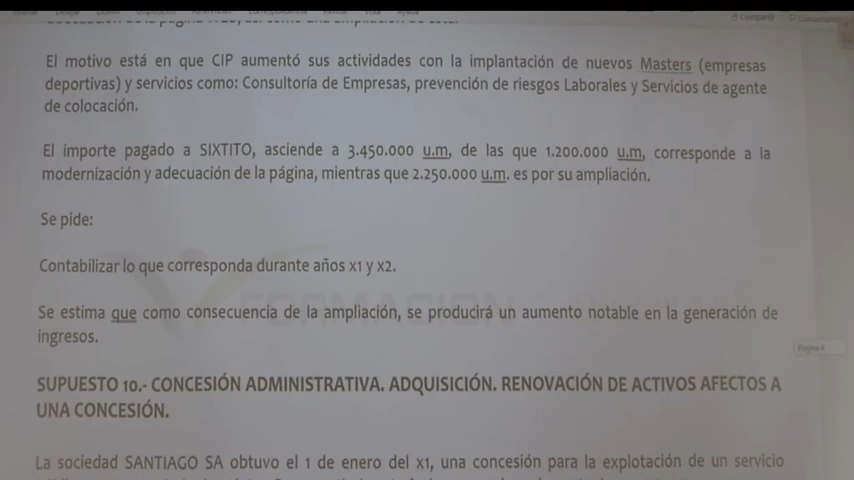 Compartir
El motivo está en que CIP aumentó sus actividades con la implantación de nuevos Masters (empresas
deportivas) y servicios como: Consultoría de Empresas, prevención de riesgos Laborales y Servicios de agente
de colocación.
El importe pagado a SIXTITO, asciende a 3.450.000 u.m, de las que 1.200.000 u.m, corresponde a la
modernización y adecuación de la página, mientras que 2.250.000 u.m. es por su ampliación.
Se pide:
Contabilizar lo que corresponda durante años x1 y x2.
FORMACION
Se estima que como consecuencia de la ampliación, se producirá un aumento notable en la generación de
ingresos.
SUPUESTO 10.- CONCESIÓN ADMINISTRATIVA. ADQUISICIÓN. RENOVACIÓN DE ACTIVOS AFECTOS A
UNA CONCESIÓN.
La sociedad SANTIAGO SA obtuvo el 1 de enero del x1, una concesión para la explotación de un servicio